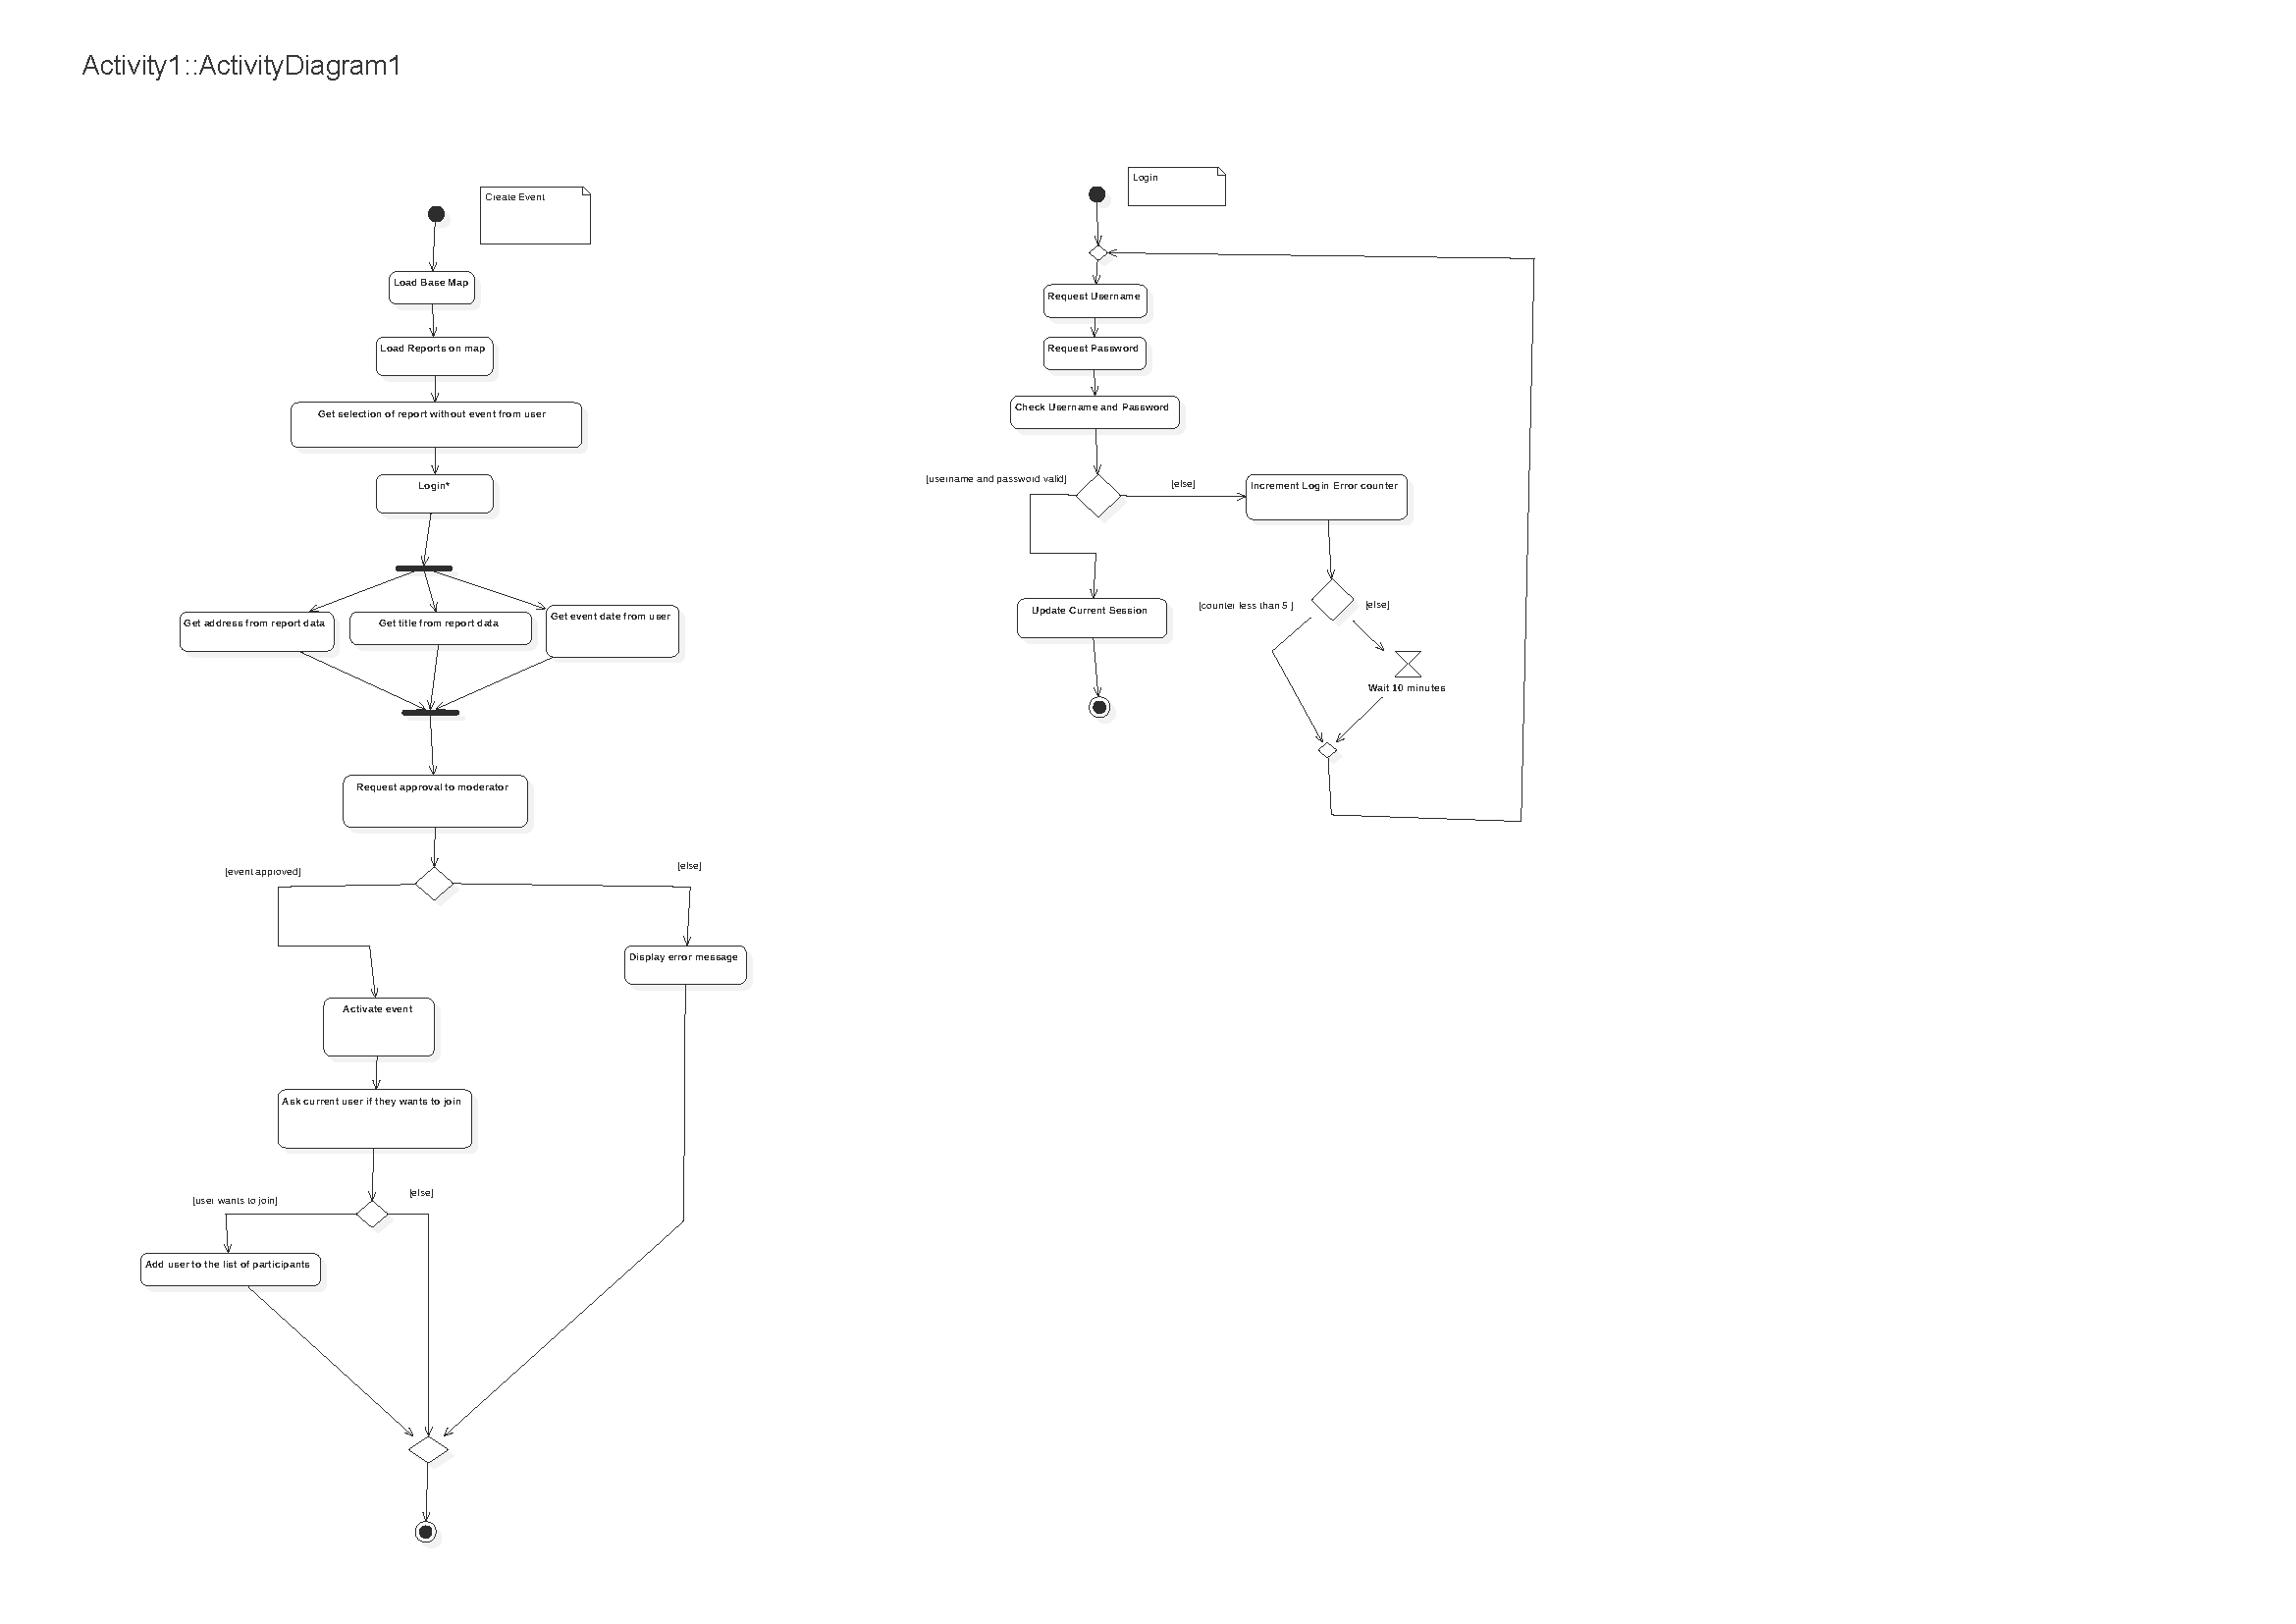 Activity1::ActivityDiagram1
Create Event
Load Base Map
Load Reports on map
Get selection of report without event from user
Login*
Get address from report data
Get title from report data
Get event date from user
Request approval to moderator
[event approved]
[else]
Display error message
Activate event
Ask current user if they wants to join
[user wants to join]
[else]
Add user to the list of participants
Login
Request Username
Request Password
Check Username and Password
[username and password valid]
[else]
Increment Login Error counter
Update Current Session
[counter less than 5 ]
[else]
Wait 10 minutes